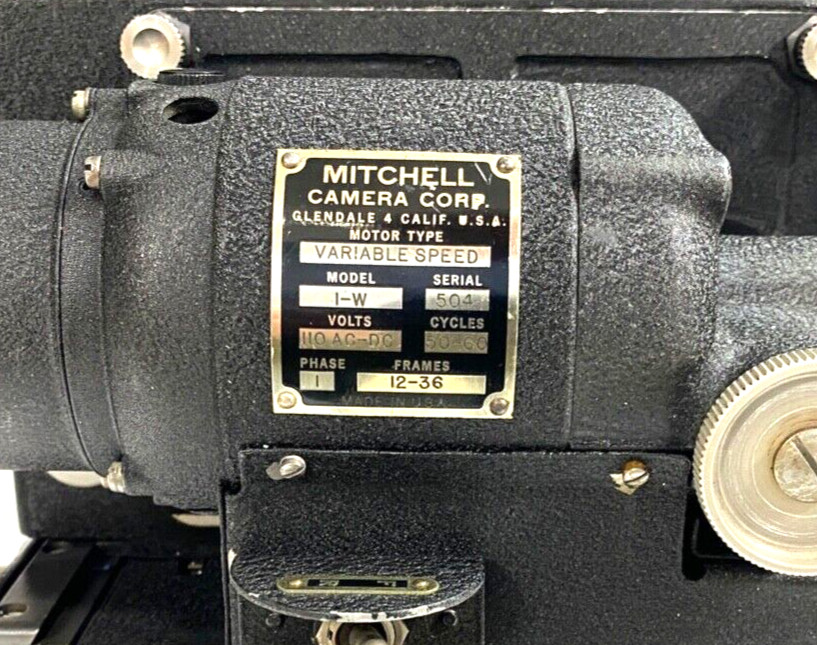 MITCHELL
CAMERA CORP.
GLENDALE 4 CALIF. U.S.A.
MOTOR TYPE
VARIABLE SPEED
MODEL SERIAL
1-W 504
VOLTS CYCLES
110 AC-DC 50-60
PHASE FRAMES
1 12-36
MADE IN U.S.A.